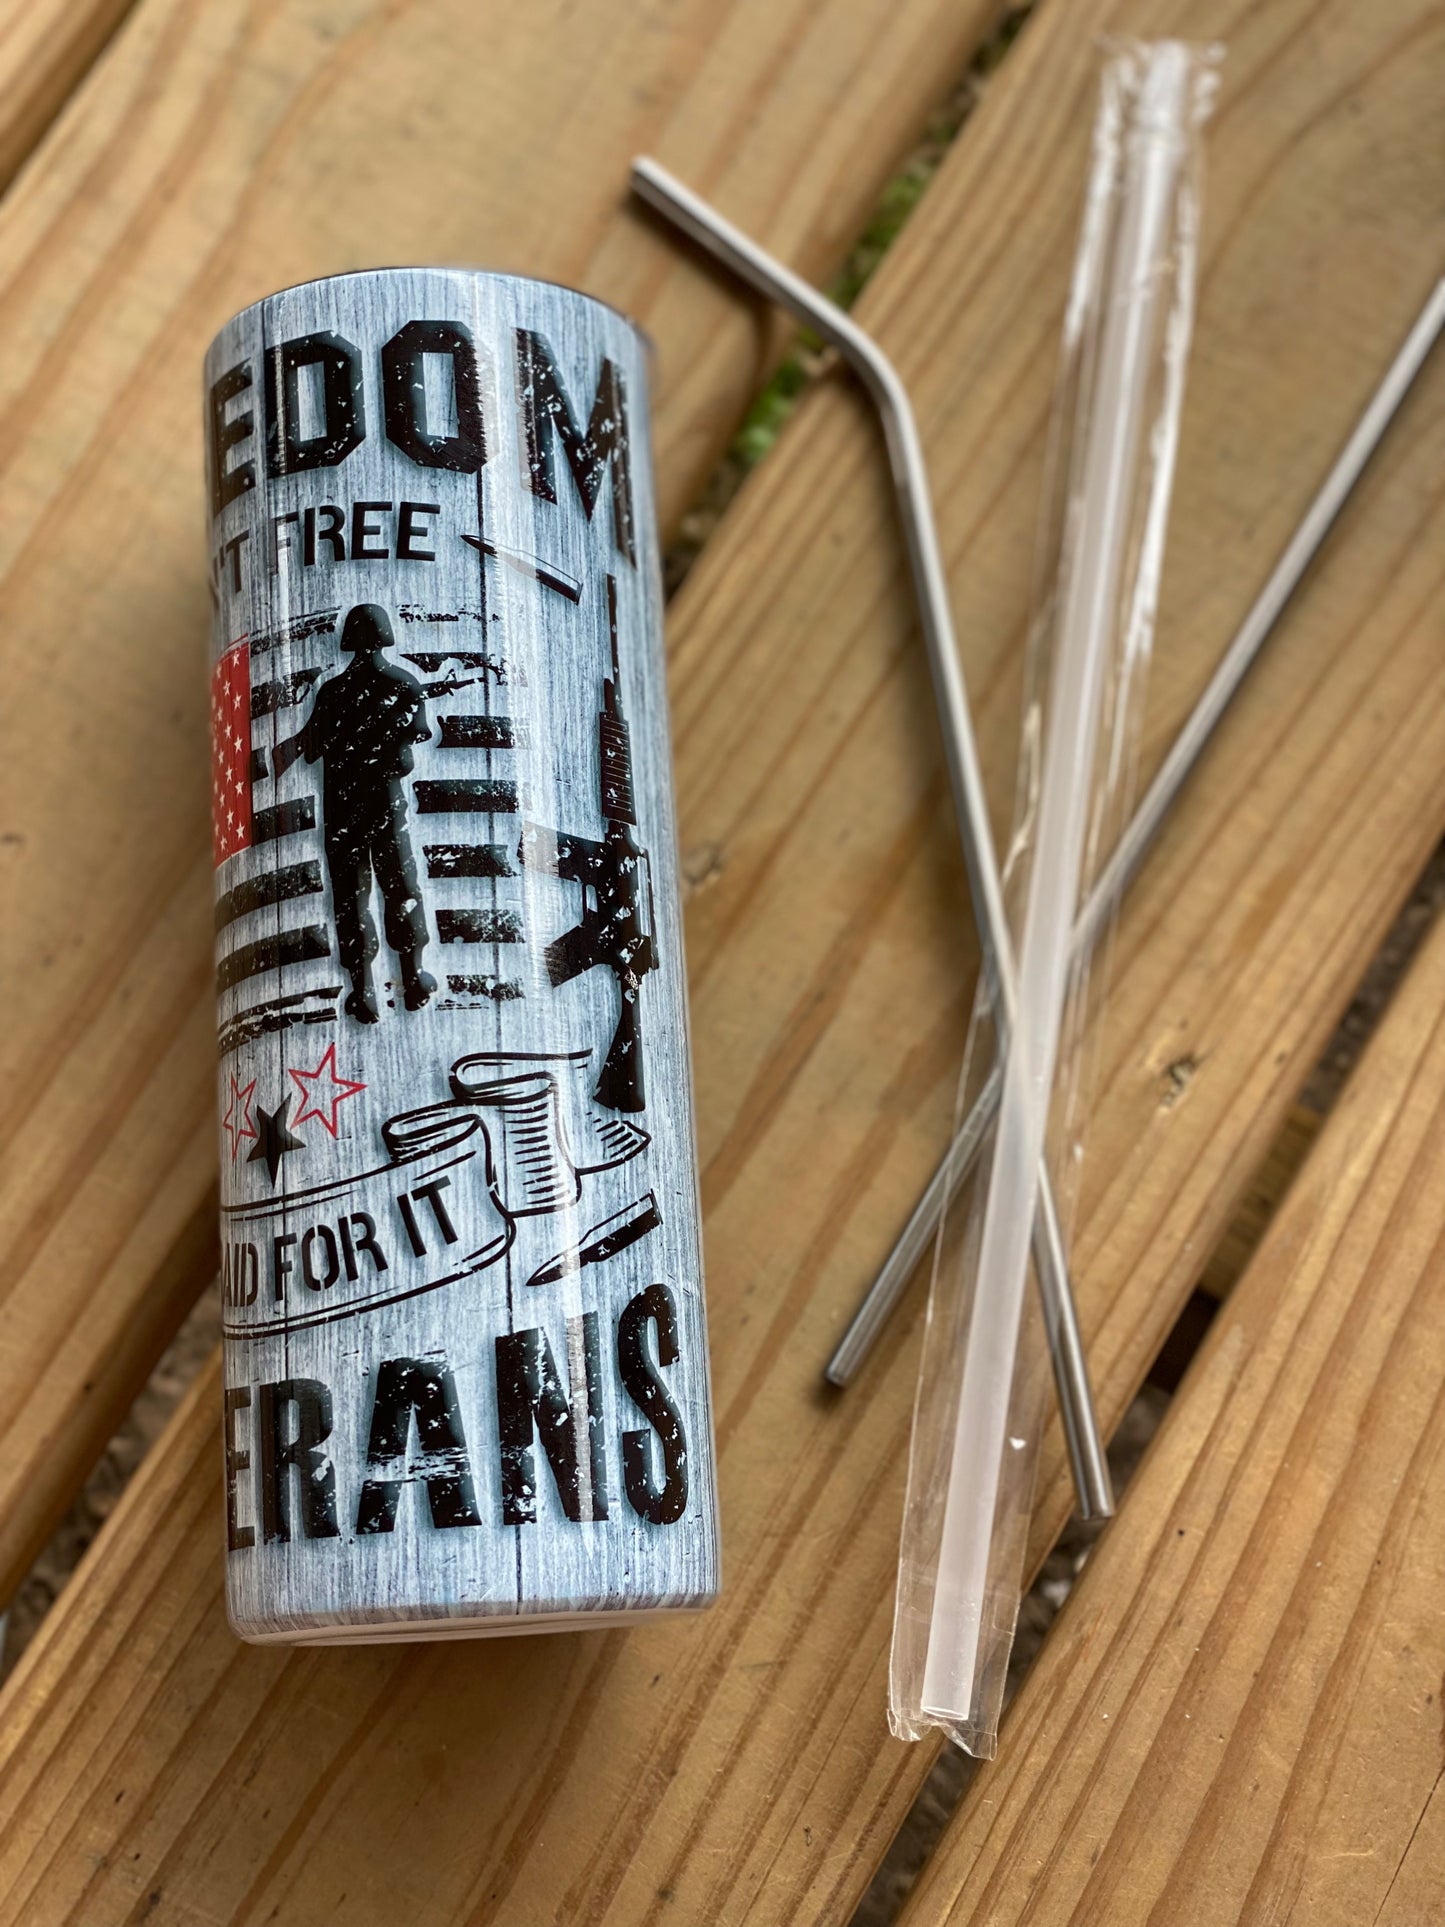 EDOM
N'T FREE
AID FOR IT
ERANS